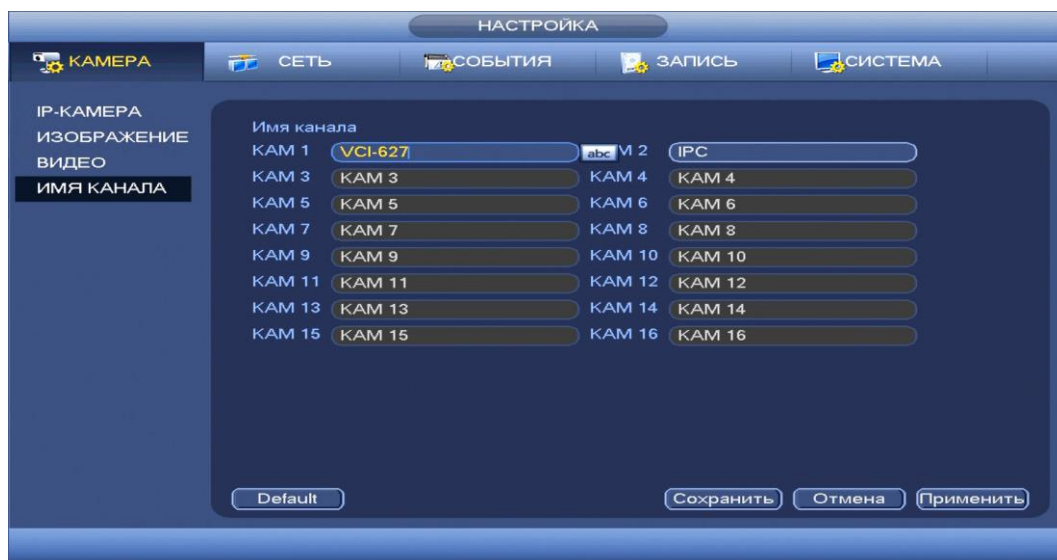 НАСТРОЙКА
КАМЕРА СЕТЬ СОБЫТИЯ ЗАПИСЬ СИСТЕМА
IP-КАМЕРА
ИЗОБРАЖЕНИЕ
ВИДЕО
ИМЯ КАНАЛА
Имя канала
КАМ 1 VCI-627 abc М 2 IPC
КАМ 3 КАМ 3 КАМ 4 КАМ 4
КАМ 5 КАМ 5 КАМ 6 КАМ 6
КАМ 7 КАМ 7 КАМ 8 КАМ 8
КАМ 9 КАМ 9 КАМ 10 КАМ 10
КАМ 11 КАМ 11 КАМ 12 КАМ 12
КАМ 13 КАМ 13 КАМ 14 КАМ 14
КАМ 15 КАМ 15 КАМ 16 КАМ 16
Default Сохранить Отмена Применить